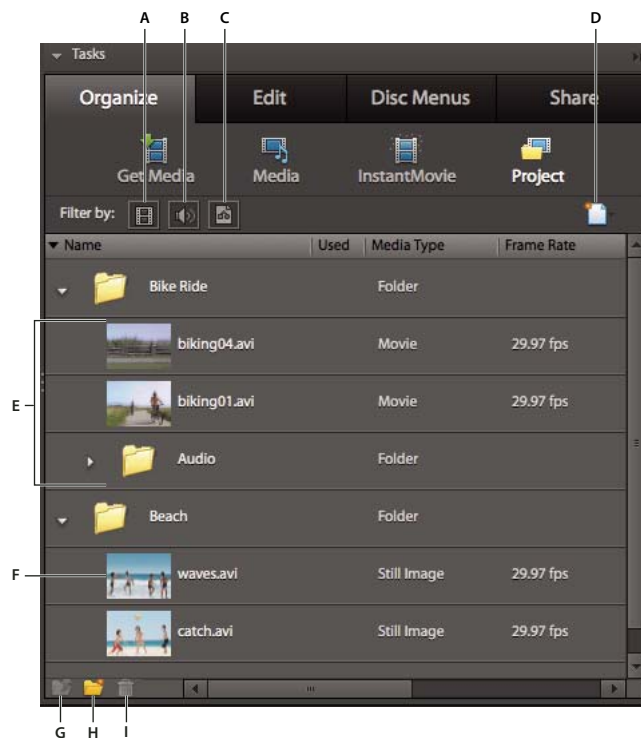 A B C D
Tasks
Organize Edit Disc Menus Share
Get Media Media InstantMovie Project
Filter by:
Name Used Media Type Frame Rate
Bike Ride Folder
biking04.avi Movie 29.97 fps
E
biking01.avi Movie 29.97 fps
Audio Folder
Beach Folder
F
waves.avi Still Image 29.97 fps
catch.avi Still Image 29.97 fps
G H I